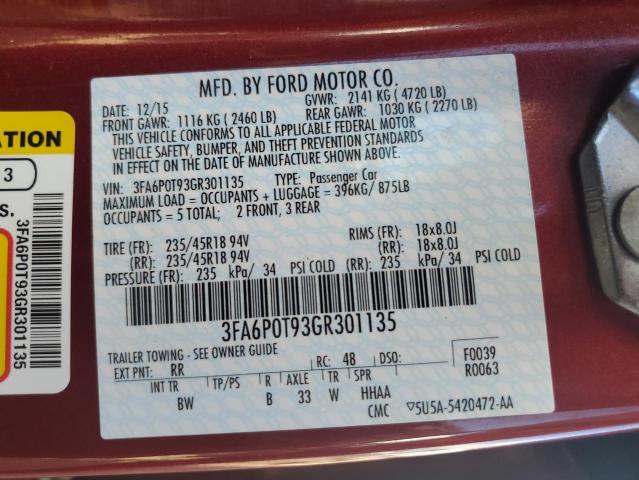 MFD. BY FORD MOTOR CO.
DATE: 12/15 GVWR: 2141 KG ( 4720 LB)
FRONT GAWR: 1116 KG ( 2460 LB) REAR GAWR: 1030 KG ( 2270 LB)
THIS VEHICLE CONFORMS TO ALL APPLICABLE FEDERAL MOTOR
VEHICLE SAFETY, BUMPER, AND THEFT PREVENTION STANDARDS
IN EFFECT ON THE DATE OF MANUFACTURE SHOWN ABOVE.
VIN: 3FA6P0T93GR301135 TYPE: Passenger Car
MAXIMUM LOAD = OCCUPANTS + LUGGAGE = 396KG/ 875LB
OCCUPANTS = 5 TOTAL; 2 FRONT, 3 REAR
TIRE (FR): 235/45R18 94V RIMS (FR): 18x8.0J
(RR): 235/45R18 94V (RR): 18x8.0J
PRESSURE (FR): 235 kPa/ 34 PSI COLD (RR): 235 kPa/ 34 PSI COLD
3FA6P0T93GR301135
TRAILER TOWING - SEE OWNER GUIDE
EXT PNT: RR RC: 48 DSO: F0039
R0063
INT TR TP/PS R AXLE TR SPR
BW B 33 W HHAA
CMC ▽5U5A-5420472-AA
ATION
3
S.
3FA6P0T93GR301135